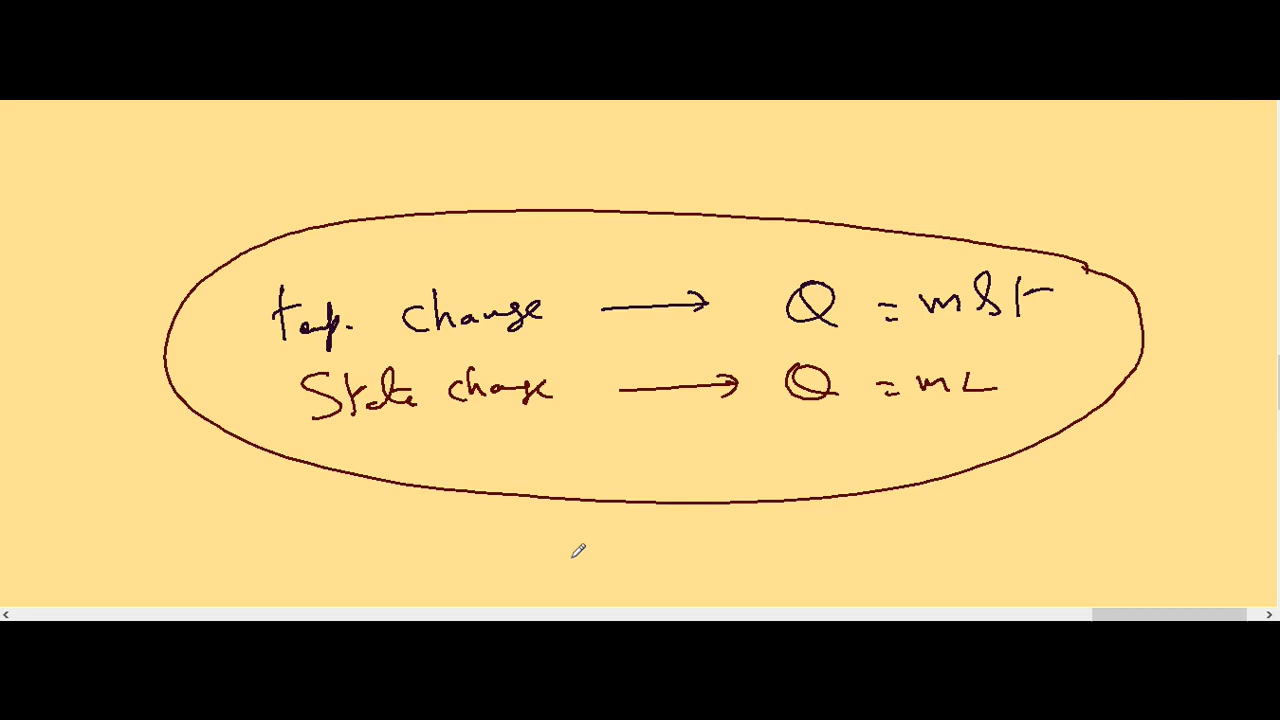 temp. change → Q = mSt
State change → Q = mL